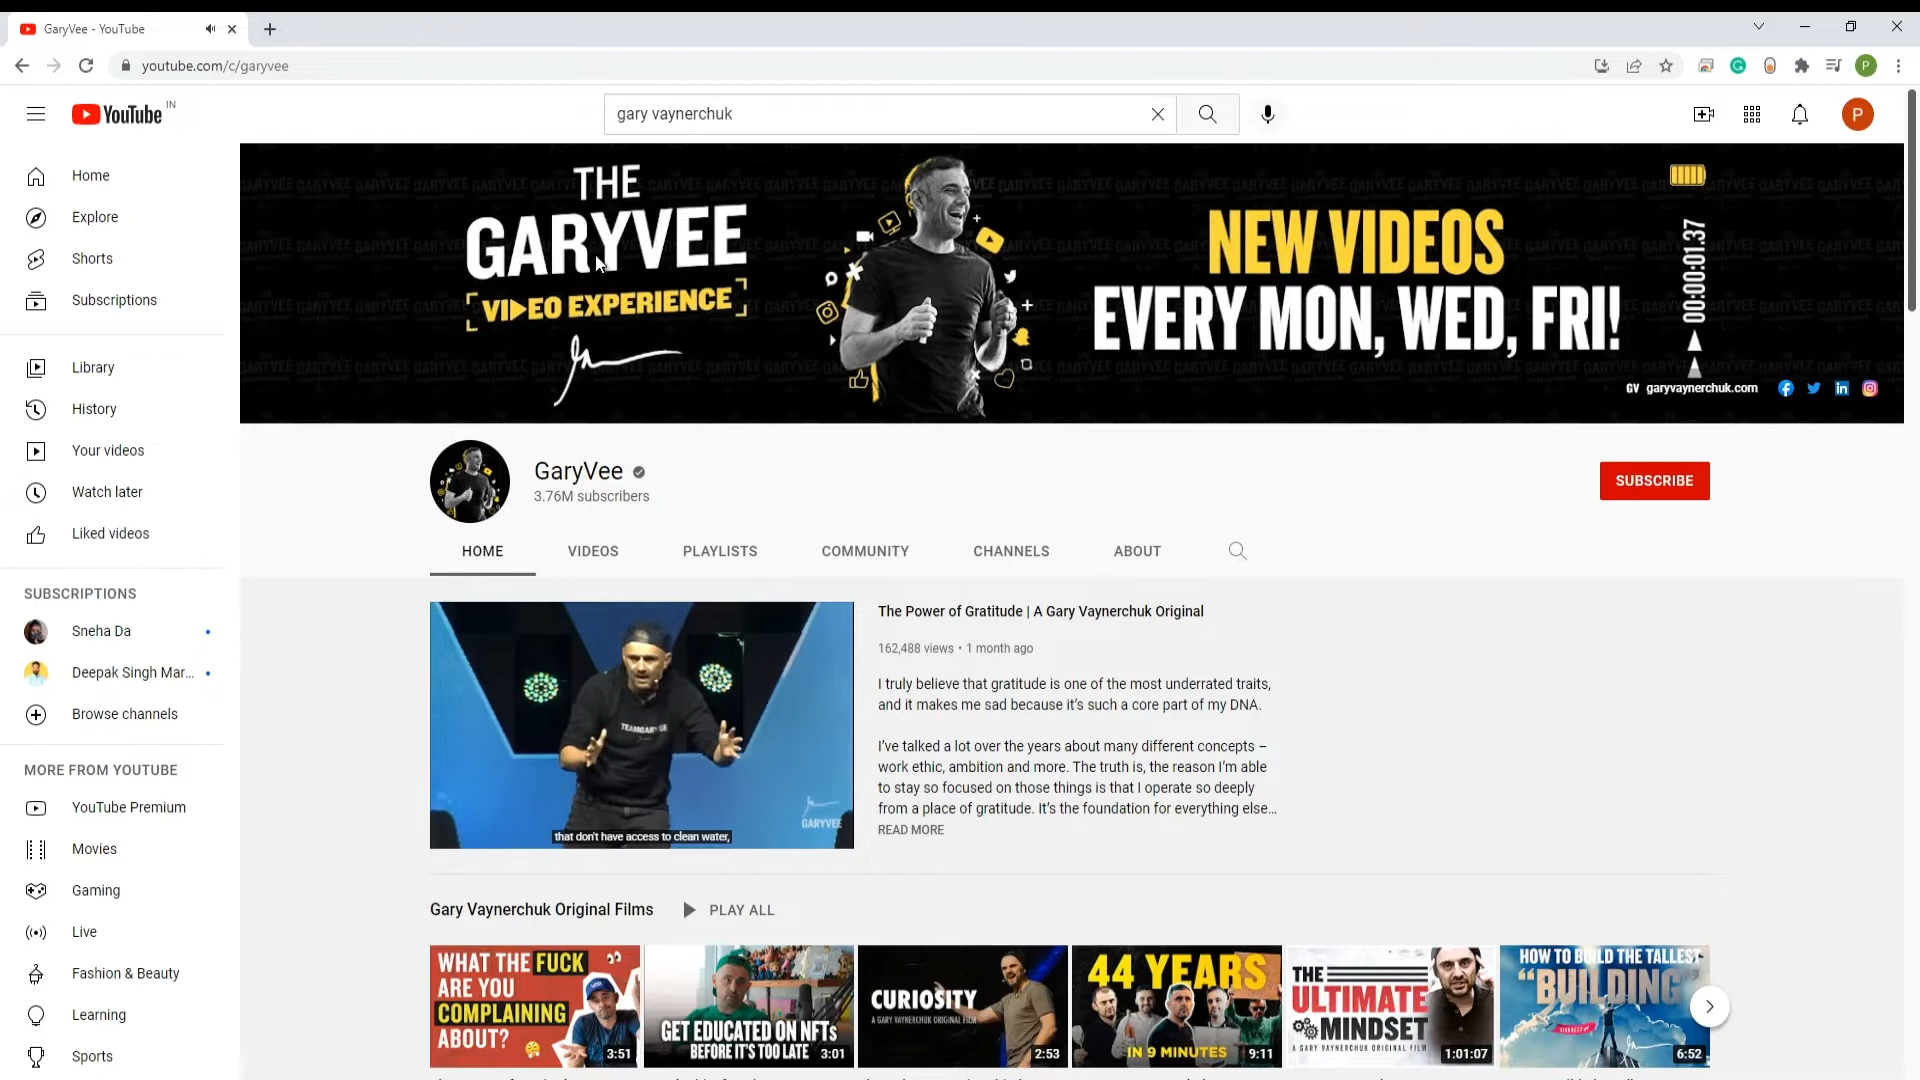 GaryVee - YouTube
youtube.com/c/garyvee
P
YouTube IN
gary vaynerchuk
P
Home
Explore
Shorts
Subscriptions
Library
History
Your videos
Watch later
Liked videos
SUBSCRIPTIONS
Sneha Da
Deepak Singh Mar...
Browse channels
MORE FROM YOUTUBE
YouTube Premium
Movies
Gaming
Live
Fashion & Beauty
Learning
Sports
THE
GARYVEE
VIDEO EXPERIENCE
NEW VIDEOS
EVERY MON, WED, FRI!
00:00:01.37
GV garyvaynerchuk.com
GaryVee
3.76M subscribers
SUBSCRIBE
HOME
VIDEOS
PLAYLISTS
COMMUNITY
CHANNELS
ABOUT
GARYVEE
that don't have access to clean water,
The Power of Gratitude | A Gary Vaynerchuk Original
162,488 views • 1 month ago
I truly believe that gratitude is one of the most underrated traits,
and it makes me sad because it's such a core part of my DNA.
I've talked a lot over the years about many different concepts –
work ethic, ambition and more. The truth is, the reason I'm able
to stay so focused on those things is that I operate so deeply
from a place of gratitude. It's the foundation for everything else...
READ MORE
Gary Vaynerchuk Original Films
PLAY ALL
WHAT THE FUCK
ARE YOU
COMPLAINING
ABOUT?
3:51
GET EDUCATED ON NFTs
BEFORE IT'S TOO LATE
3:01
CURIOSITY
A GARY VAYNERCHUK ORIGINAL FILM
2:53
44 YEARS
IN 9 MINUTES
9:11
THE
ULTIMATE
MINDSET
A GARY VAYNERCHUK ORIGINAL FILM
1:01:07
HOW TO BUILD THE TALLEST
"BUILDING
6:52